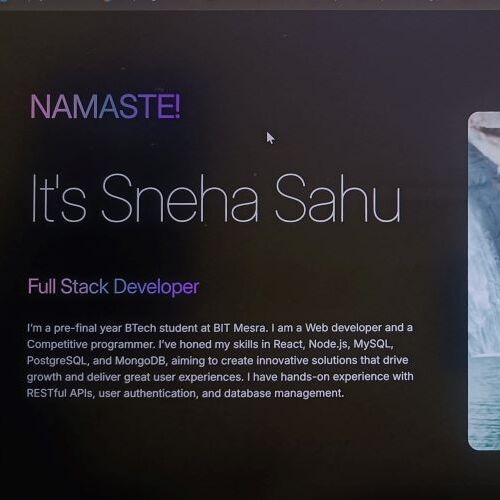 NAMASTE!
It's Sneha Sahu
Full Stack Developer
I'm a pre-final year BTech student at BIT Mesra. I am a Web developer and a
Competitive programmer. I've honed my skills in React, Node.js, MySQL,
PostgreSQL, and MongoDB, aiming to create innovative solutions that drive
growth and deliver great user experiences. I have hands-on experience with
RESTful APIs, user authentication, and database management.